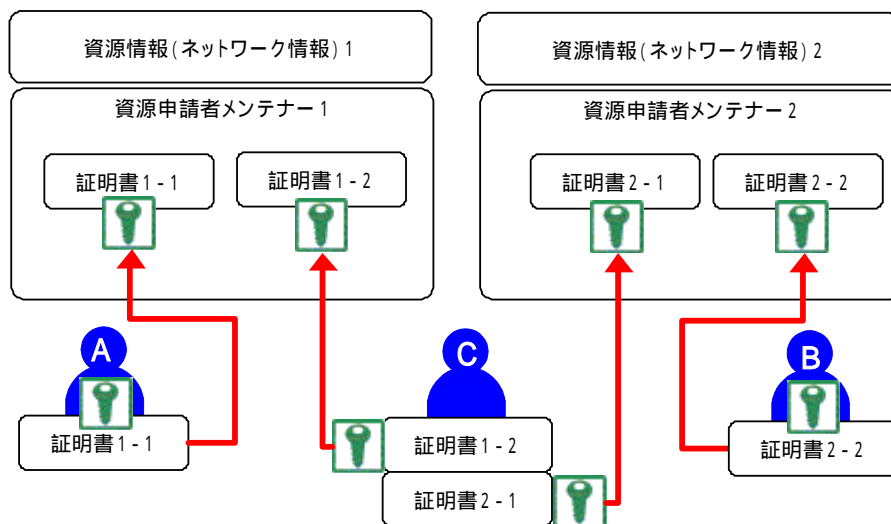 資源情報(ネットワーク情報)1
資源情報(ネットワーク情報)2
資源申請者メンテナー1
資源申請者メンテナー2
証明書1-1
証明書1-2
証明書2-1
証明書2-2
A
C
B
証明書1-1
証明書1-2
証明書2-2
証明書2-1